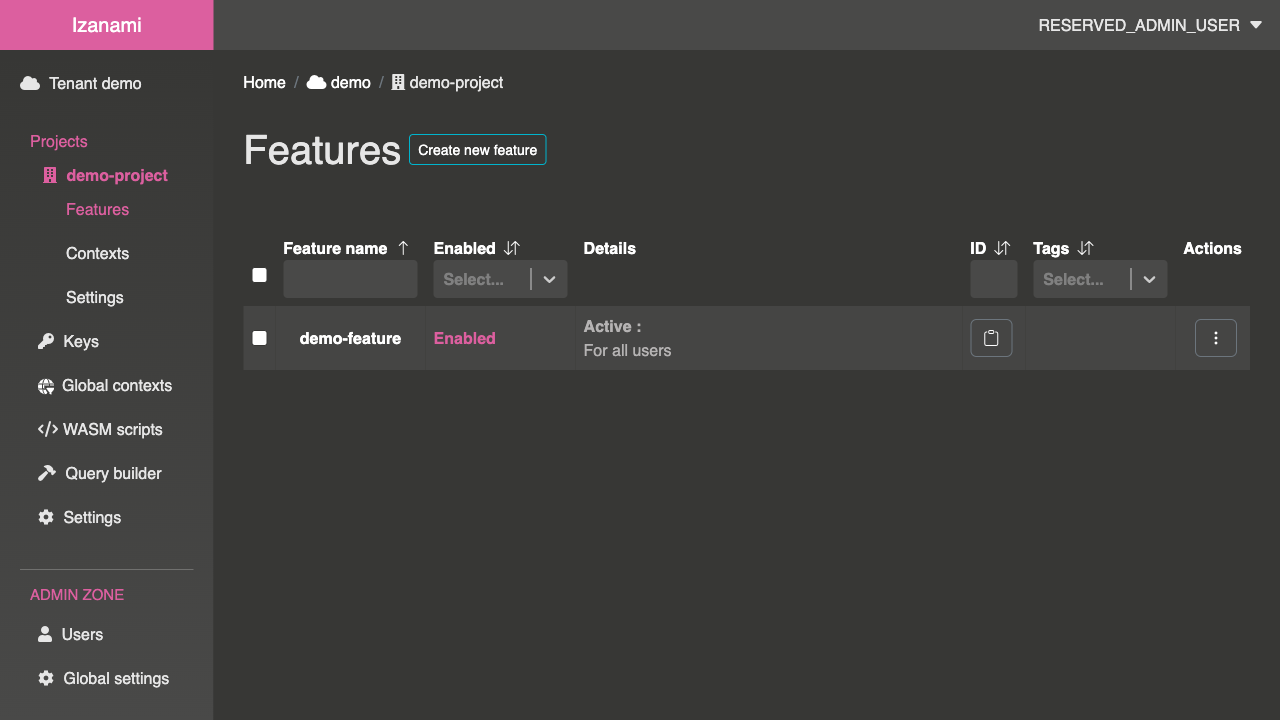 Izanami
RESERVED_ADMIN_USER
Tenant demo
Projects
demo-project
Features
Contexts
Settings
Keys
Global contexts
WASM scripts
Query builder
Settings
ADMIN ZONE
Users
Global settings
Home / demo / demo-project
Features Create new feature
Feature name Enabled Details ID Tags Actions
Select... Select...
demo-feature Enabled Active :
For all users